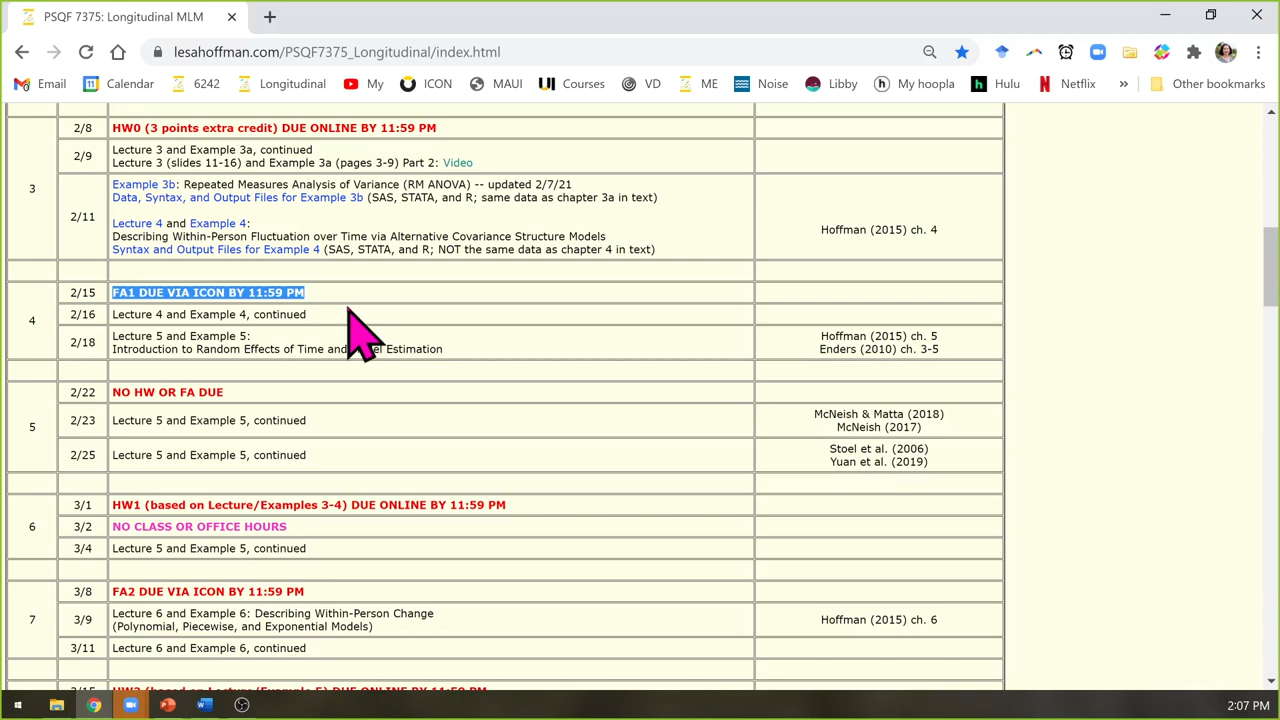 PSQF 7375: Longitudinal MLM
lesahoffman.com/PSQF7375_Longitudinal/index.html
Email
Calendar
6242
Longitudinal
My
ICON
MAUI
Courses
VD
ME
Noise
Libby
My hoopla
Hulu
Netflix
»
Other bookmarks
3
2/8
HW0 (3 points extra credit) DUE ONLINE BY 11:59 PM
2/9
Lecture 3 and Example 3a, continued
Lecture 3 (slides 11-16) and Example 3a (pages 3-9) Part 2: Video
2/11
Example 3b: Repeated Measures Analysis of Variance (RM ANOVA) -- updated 2/7/21
Data, Syntax, and Output Files for Example 3b (SAS, STATA, and R; same data as chapter 3a in text)
Lecture 4 and Example 4:
Describing Within-Person Fluctuation over Time via Alternative Covariance Structure Models
Syntax and Output Files for Example 4 (SAS, STATA, and R; NOT the same data as chapter 4 in text)
Hoffman (2015) ch. 4
4
2/15
FA1 DUE VIA ICON BY 11:59 PM
2/16
Lecture 4 and Example 4, continued
2/18
Lecture 5 and Example 5:
Introduction to Random Effects of Time and Estimation
Hoffman (2015) ch. 5
Enders (2010) ch. 3-5
5
2/22
NO HW OR FA DUE
2/23
Lecture 5 and Example 5, continued
McNeish & Matta (2018)
McNeish (2017)
2/25
Lecture 5 and Example 5, continued
Stoel et al. (2006)
Yuan et al. (2019)
6
3/1
HW1 (based on Lecture/Examples 3-4) DUE ONLINE BY 11:59 PM
3/2
NO CLASS OR OFFICE HOURS
3/4
Lecture 5 and Example 5, continued
7
3/8
FA2 DUE VIA ICON BY 11:59 PM
3/9
Lecture 6 and Example 6: Describing Within-Person Change
(Polynomial, Piecewise, and Exponential Models)
Hoffman (2015) ch. 6
3/11
Lecture 6 and Example 6, continued
3/15
HW2 (based on Lecture/Example 5) DUE ONLINE BY 11:59 PM
2:07 PM